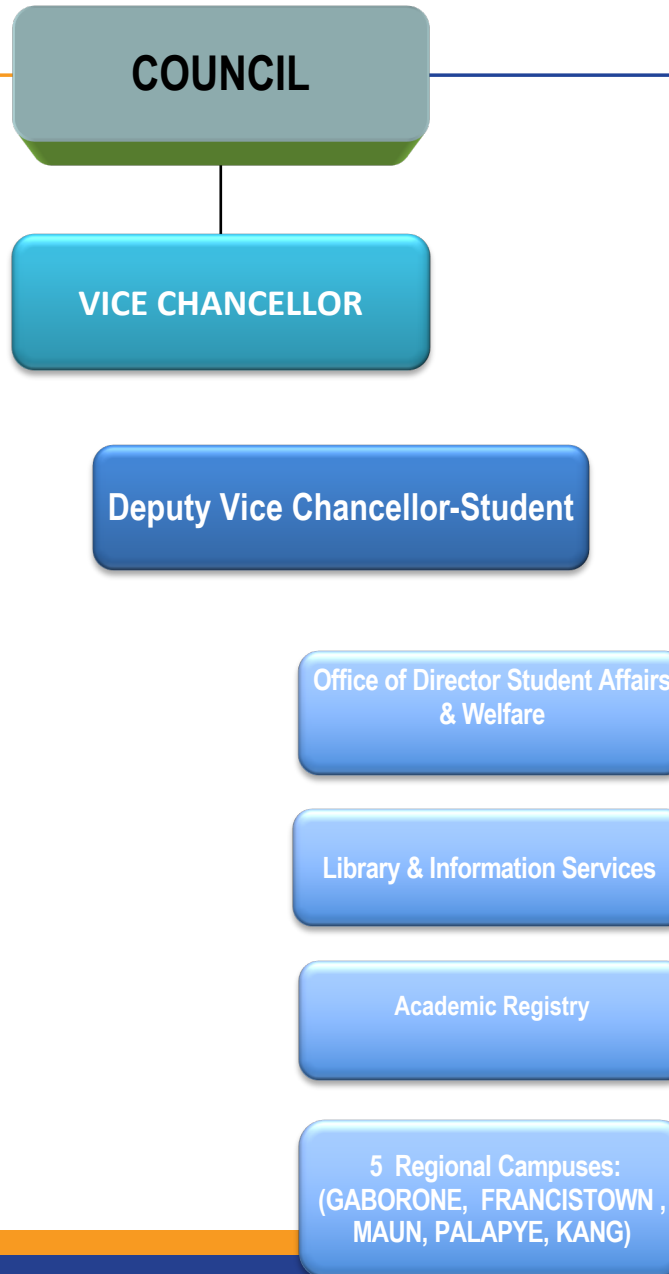 COUNCIL
VICE CHANCELLOR
Deputy Vice Chancellor-Student
Office of Director Student Affairs
& Welfare
Library & Information Services
Academic Registry
5 Regional Campuses:
(GABORONE, FRANCISTOWN ,
MAUN, PALAPYE, KANG)